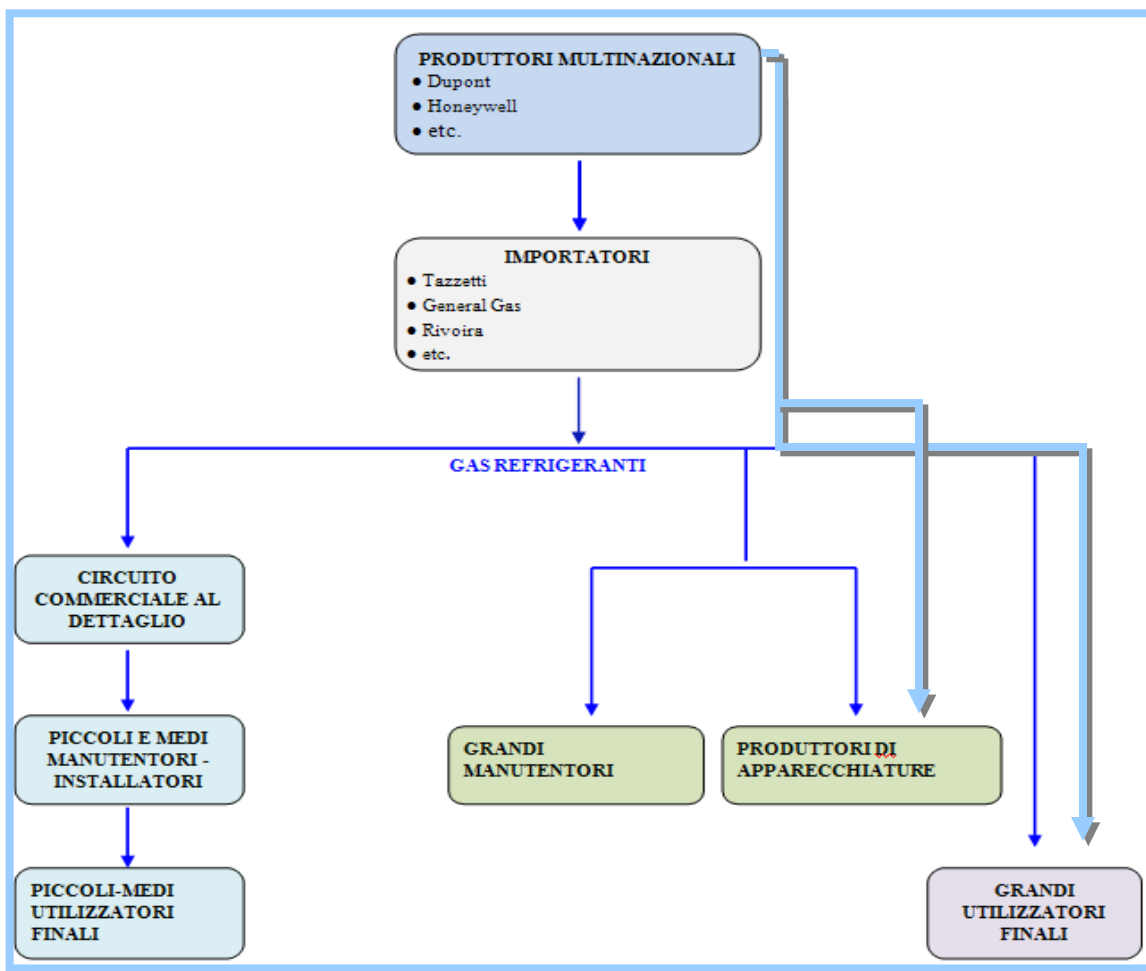 PRODUTTORI MULTINAZIONALI
● Dupont
● Honeywell
● etc.
IMPORTATORI
● Tazzetti
● General Gas
● Rivoira
● etc.
GAS REFRIGERANTI
CIRCUITO
COMMERCIALE AL
DETTAGLIO
PICCOLI E MEDI
MANUTENTORI -
INSTALLATORI
GRANDI
MANUTENTORI
PRODUTTORI DI
APPARECCHIATURE
PICCOLI-MEDI
UTILIZZATORI
FINALI
GRANDI
UTILIZZATORI
FINALI